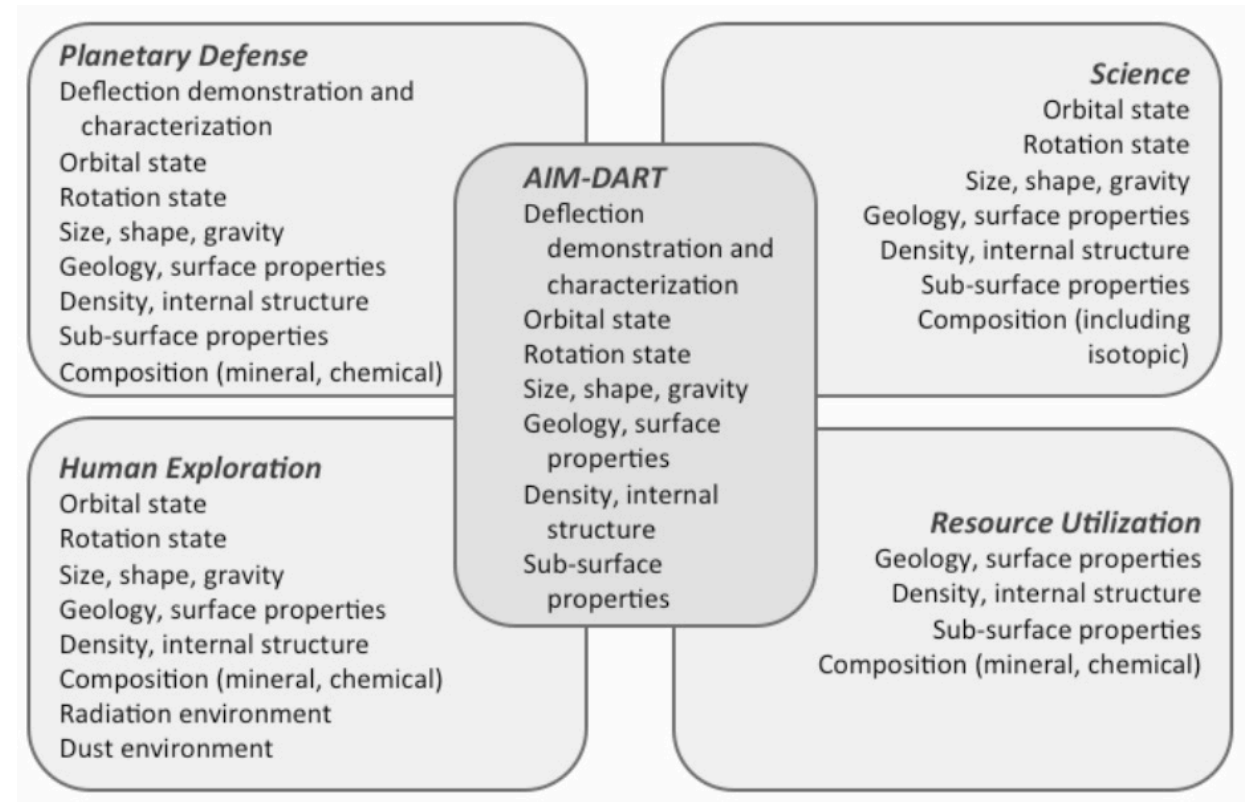 Planetary Defense
Deflection demonstration and
characterization
Orbital state
Rotation state
Size, shape, gravity
Geology, surface properties
Density, internal structure
Sub-surface properties
Composition (mineral, chemical)
Science
Orbital state
Rotation state
Size, shape, gravity
Geology, surface properties
Density, internal structure
Sub-surface properties
Composition (including
isotopic)
AIM-DART
Deflection
demonstration and
characterization
Orbital state
Rotation state
Size, shape, gravity
Geology, surface
properties
Density, internal
structure
Sub-surface
properties
Human Exploration
Orbital state
Rotation state
Size, shape, gravity
Geology, surface properties
Density, internal structure
Composition (mineral, chemical)
Radiation environment
Dust environment
Resource Utilization
Geology, surface properties
Density, internal structure
Sub-surface properties
Composition (mineral, chemical)